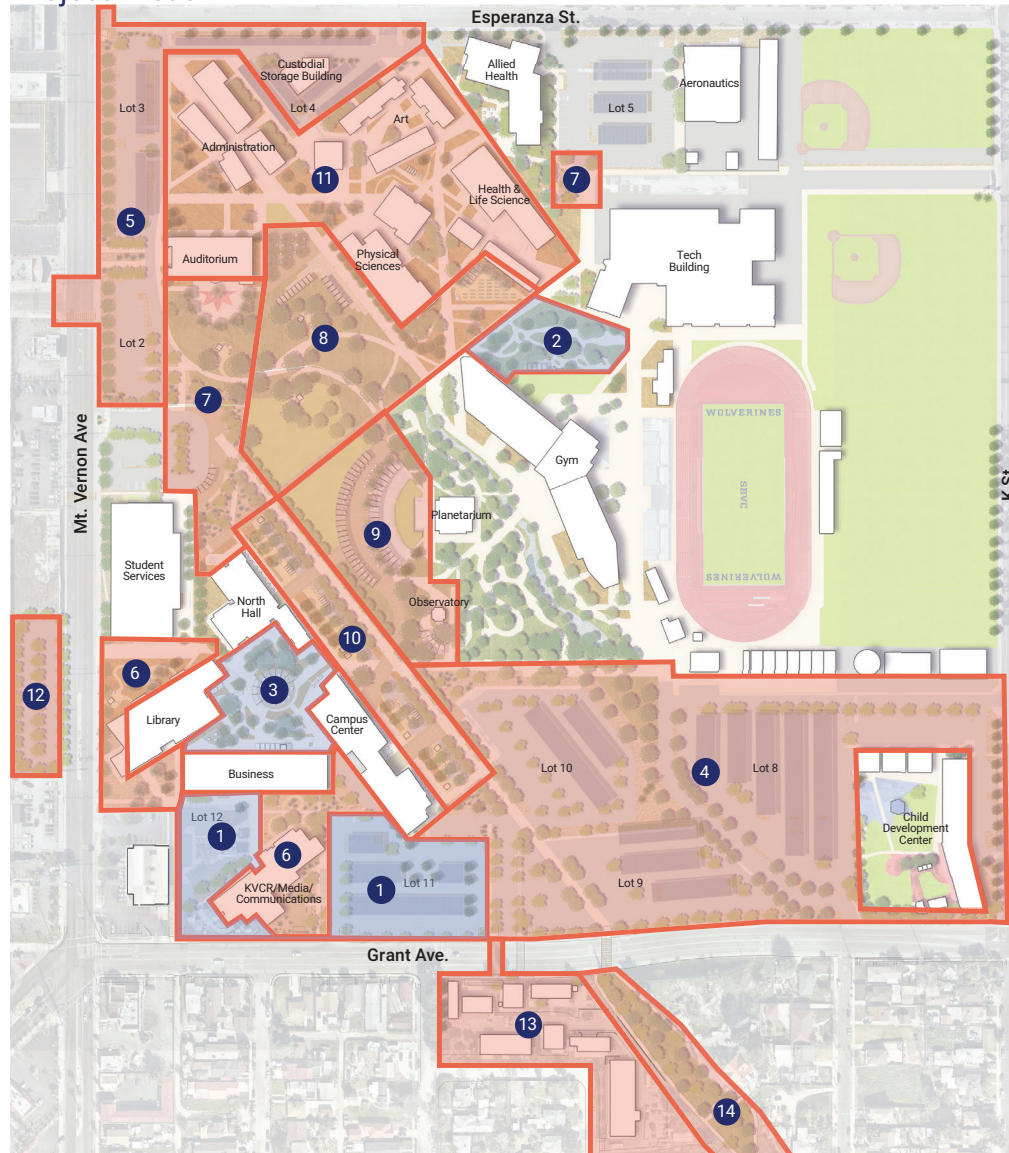 Esperanza St.
Custodial
Storage Building
Allied
Health
Aeronautics
Lot 3
Lot 4
Lot 5
Art
Administration
11
7
Health &
Life Science
5
Auditorium
Physical
Sciences
Tech
Building
8
2
Lot 2
7
WOLVERINES
Mt. Vernon Ave
Gym
SBVC
K St.
Planetarium
9
Student
Services
WOLVERINES
North
Hall
Observatory
10
6
3
12
Library
Campus
Center
Business
Lot 10
4
Lot 8
Lot 12
1
Child
Development
Center
6
KVCR/Media/
Communications
1
Lot 11
Lot 9
Grant Ave.
13
14